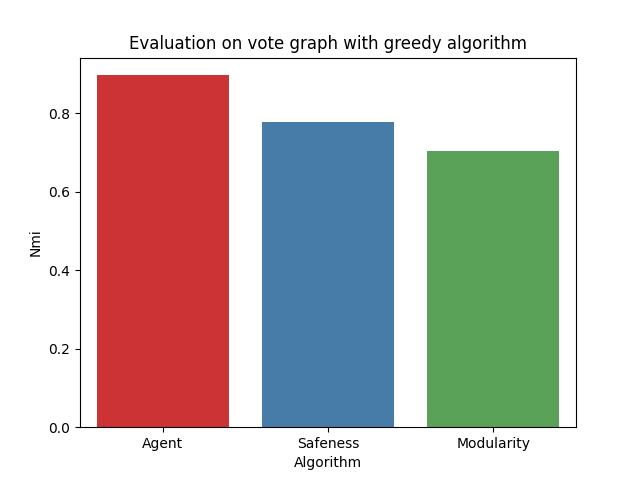 Evaluation on vote graph with greedy algorithm
Nmi
0.8
0.6
0.4
0.2
0.0
Agent
Safeness
Modularity
Algorithm